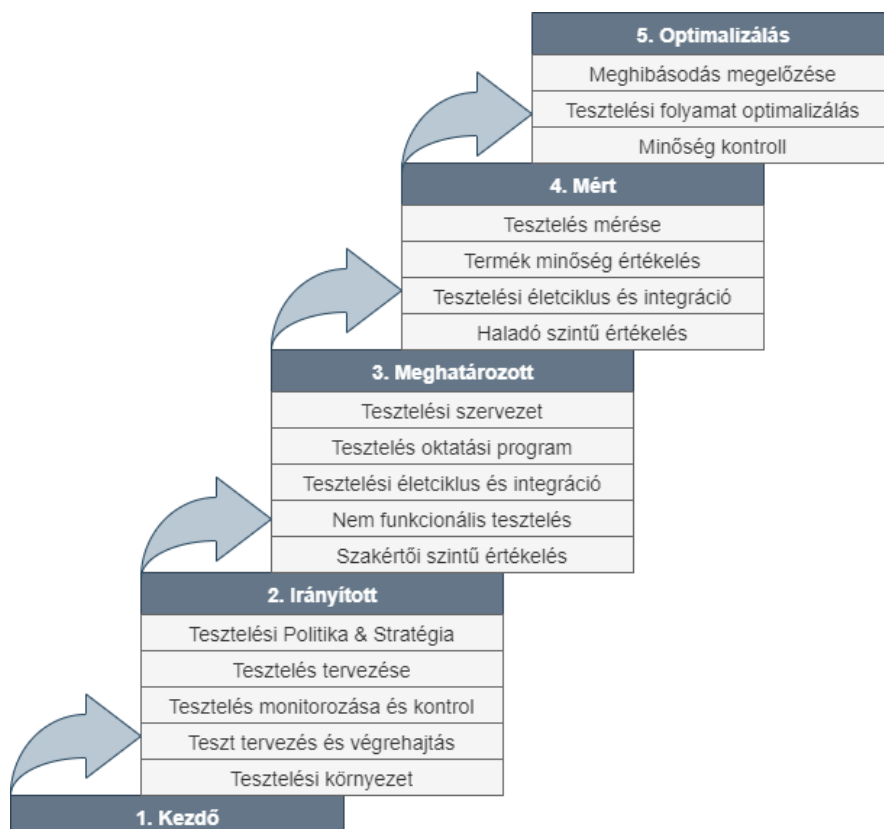 5. Optimalizálás
Meghibásodás megelőzése
Tesztelési folyamat optimalizálás
Minőség kontroll
4. Mért
Tesztelés mérése
Termék minőség értékelés
Tesztelési életciklus és integráció
Haladó szintű értékelés
3. Meghatározott
Tesztelési szervezet
Tesztelés oktatási program
Tesztelési életciklus és integráció
Nem funkcionális tesztelés
Szakértői szintű értékelés
2. Irányított
Tesztelési Politika & Stratégia
Tesztelés tervezése
Tesztelés monitorozása és kontrol
Teszt tervezés és végrehajtás
Tesztelési környezet
1. Kezdő